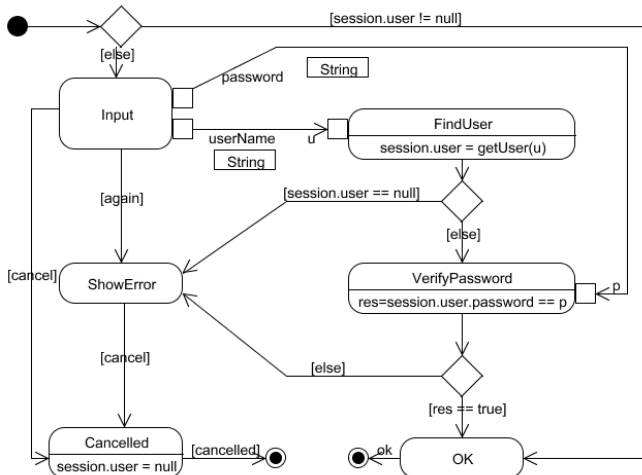 [session.user != null]
[else]
password
String
Input
FindUser
session.user = getUser(u)
userName
u
String
[again]
[session.user == null]
[else]
[cancel]
ShowError
VerifyPassword
res=session.user.password == p
p
[cancel]
[else]
[res == true]
Cancelled
session.user = null
[cancelled]
ok
OK